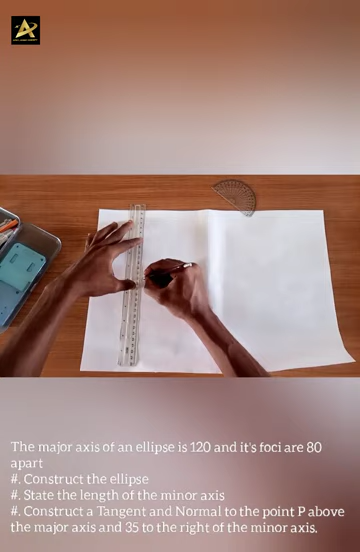 The major axis of an ellipse is 120 and it's foci are 80
apart
#. Construct the ellipse
#. State the length of the minor axis
#. Construct a Tangent and Normal to the point P above
the major axis and 35 to the right of the minor axis.